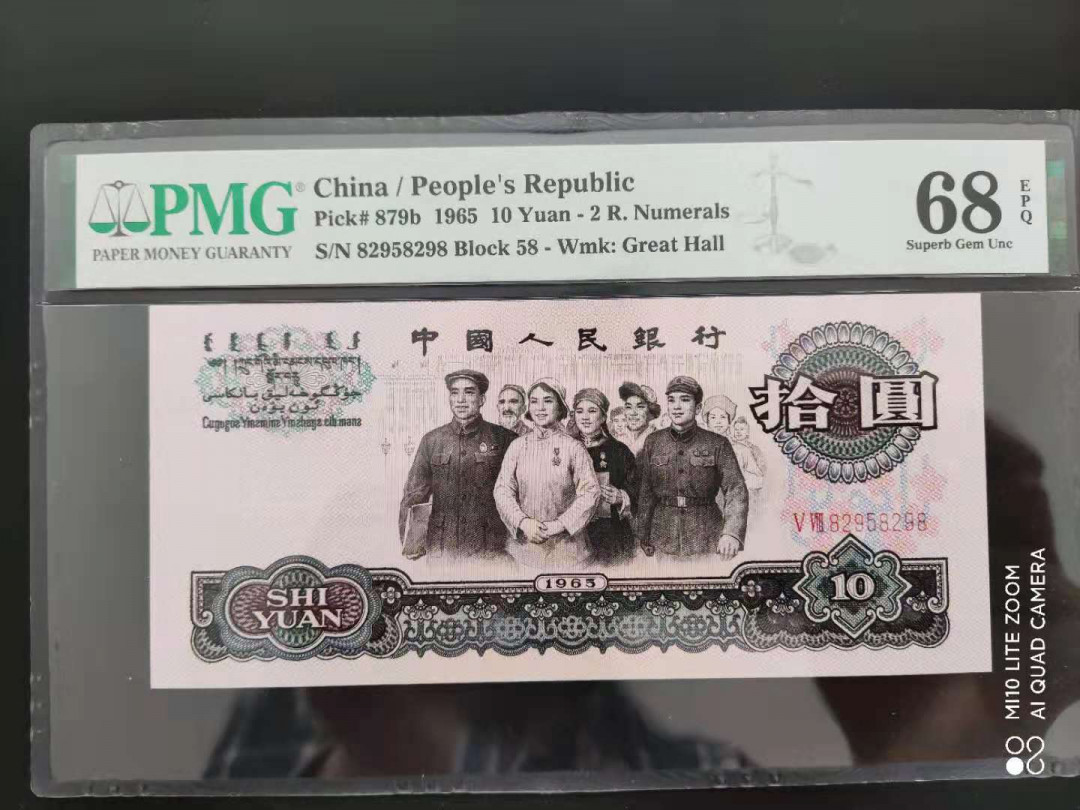 PMG®
PAPER MONEY GUARANTY
China / People's Republic
Pick# 879b 1965 10 Yuan - 2 R. Numerals
S/N 82958298 Block 58 - Wmk: Great Hall
68 EPQ
Superb Gem Unc
中國人民銀行
拾圓
V VIII 82958298
1965
SHI
YUAN
10
MI10 LITE ZOOM
AI QUAD CAMERA